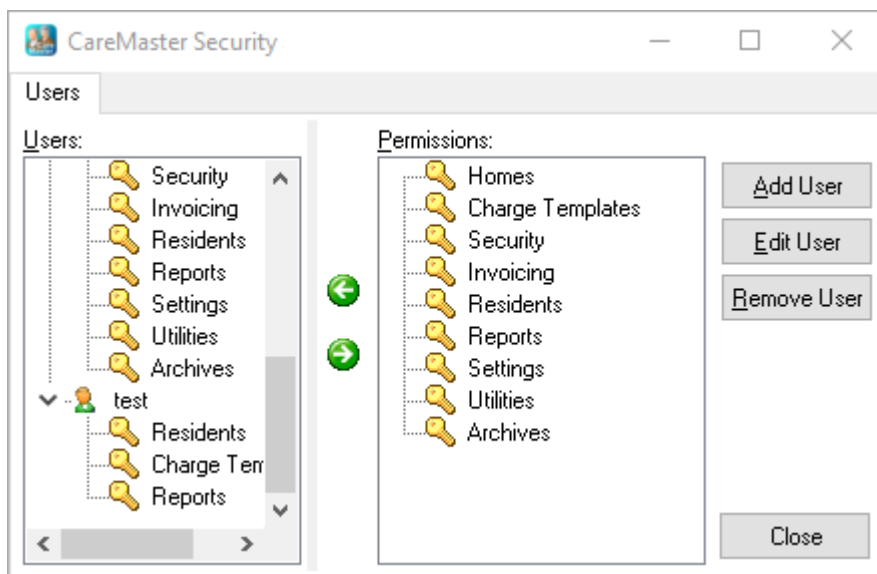 CareMaster Security
Users
Users:
Security
Invoicing
Residents
Reports
Settings
Utilities
Archives
test
Residents
Charge Tem
Reports
Permissions:
Homes
Charge Templates
Security
Invoicing
Residents
Reports
Settings
Utilities
Archives
Add User
Edit User
Remove User
Close